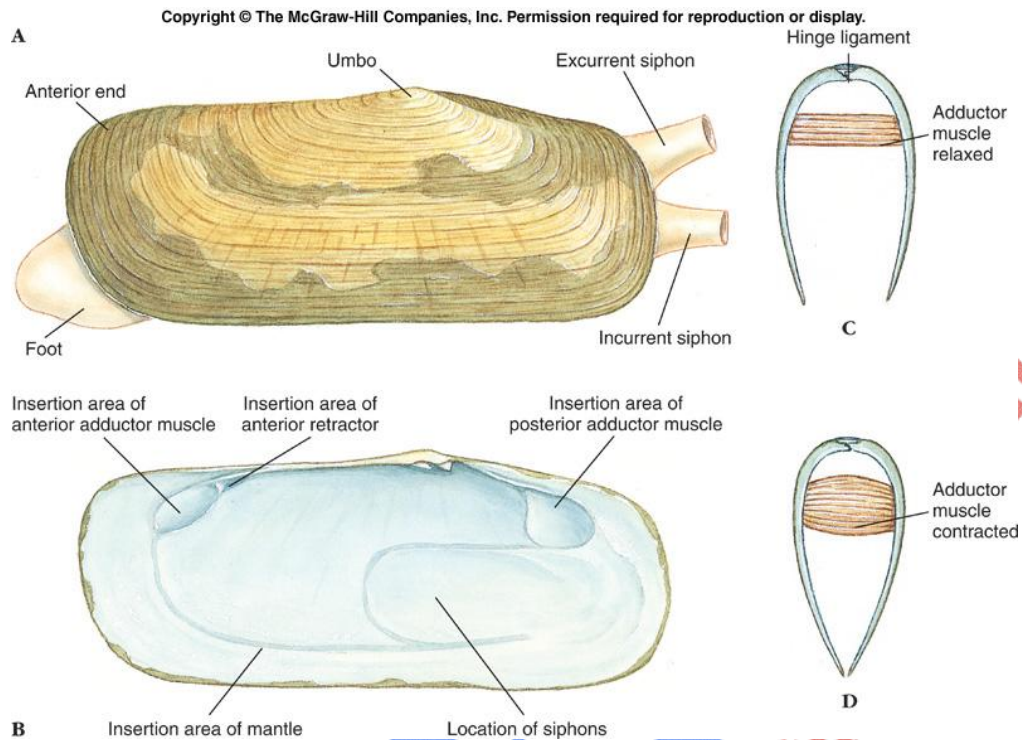 Copyright © The McGraw-Hill Companies, Inc. Permission required for reproduction or display.
A
Umbo
Excurrent siphon
Hinge ligament
Anterior end
Adductor
muscle
relaxed
Foot
Incurrent siphon
C
Insertion area of
anterior adductor muscle
Insertion area of
anterior retractor
Insertion area of
posterior adductor muscle
Adductor
muscle
contracted
D
B
Insertion area of mantle
Location of siphons